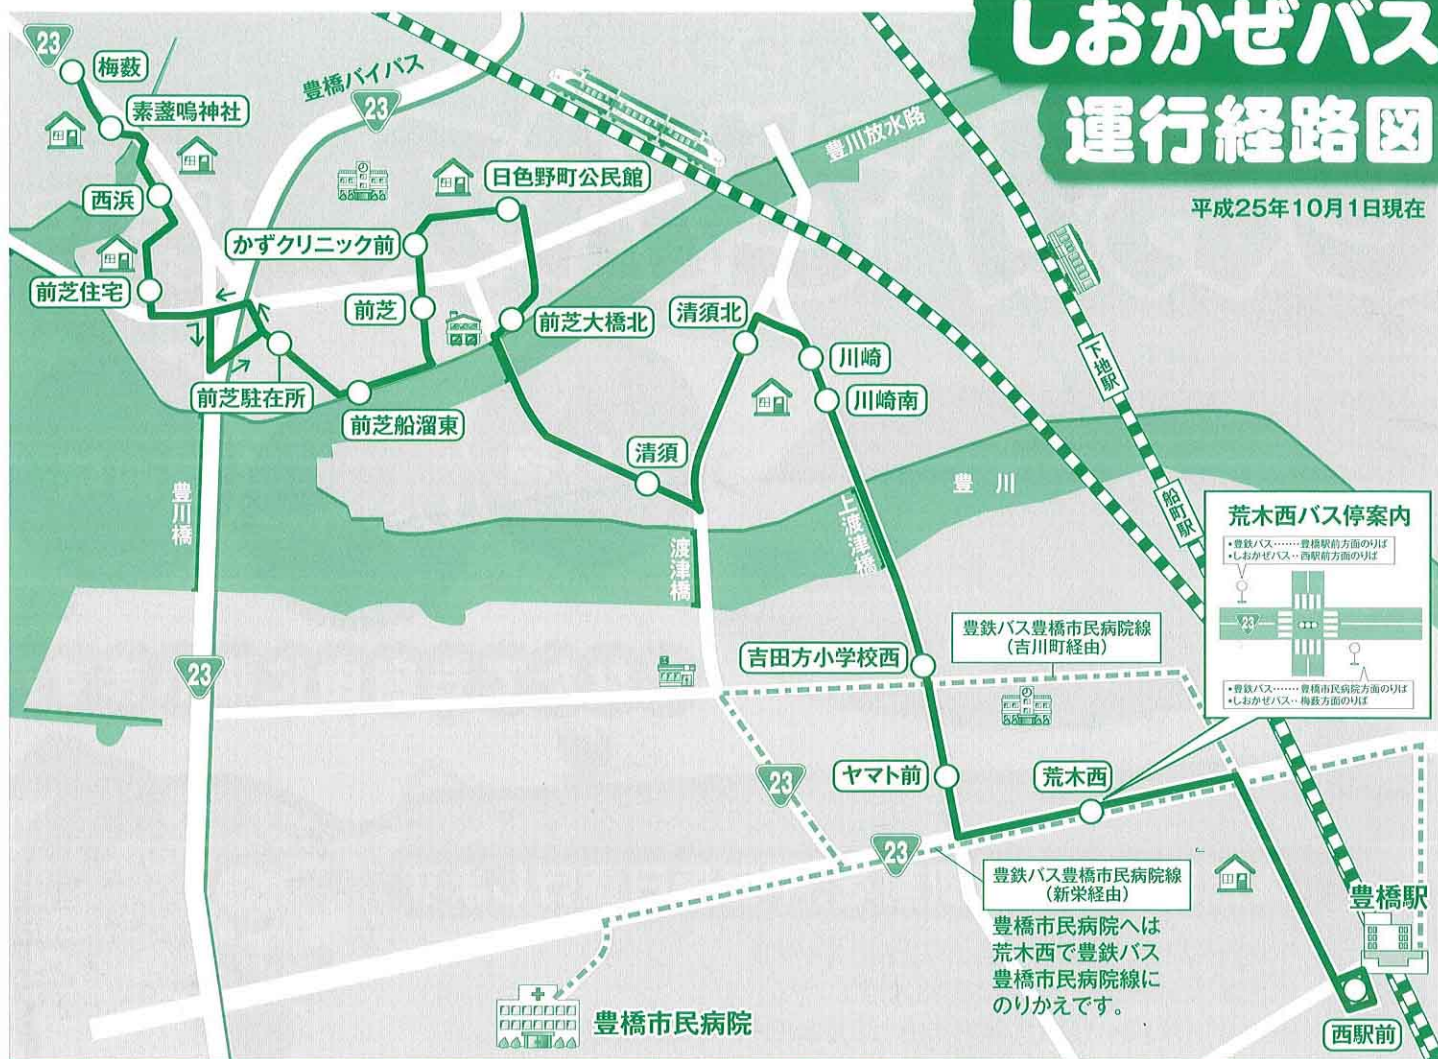 しおかぜバス
運行経路図
平成25年10月1日現在
23
梅薮
素盞嗚神社
西浜
前芝住宅
豊橋バイパス
23
日色野町公民館
かずクリニック前
前芝
前芝大橋北
前芝駐在所
前芝船溜東
豊川放水路
清須北
川崎
川崎南
清須
下地駅
船町駅
豊川
豊川橋
渡津橋
上渡津橋
荒木西バス停案内
•豊鉄バス……豊橋駅前方面のりば
•しおかぜバス‥西駅前方面のりば
23
•豊鉄バス……豊橋市民病院方面のりば
•しおかぜバス‥梅薮方面のりば
豊鉄バス豊橋市民病院線
(吉川町経由)
吉田方小学校西
23
ヤマト前
荒木西
23
23
豊鉄バス豊橋市民病院線
(新栄経由)
豊橋市民病院へは
荒木西で豊鉄バス
豊橋市民病院線に
のりかえです。
豊橋駅
西駅前
豊橋市民病院